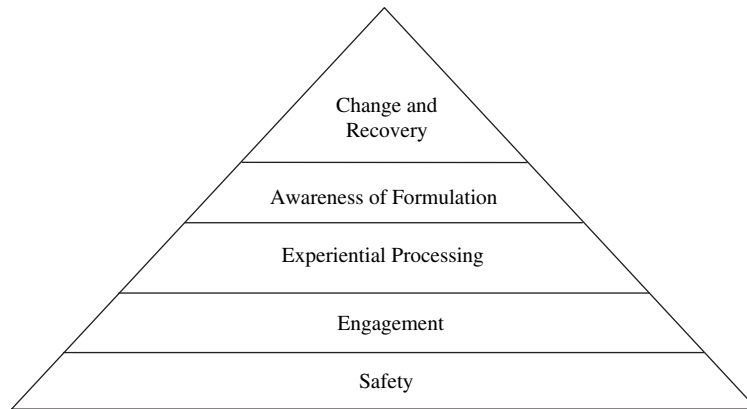 Change and
Recovery
Awareness of Formulation
Experiential Processing
Engagement
Safety